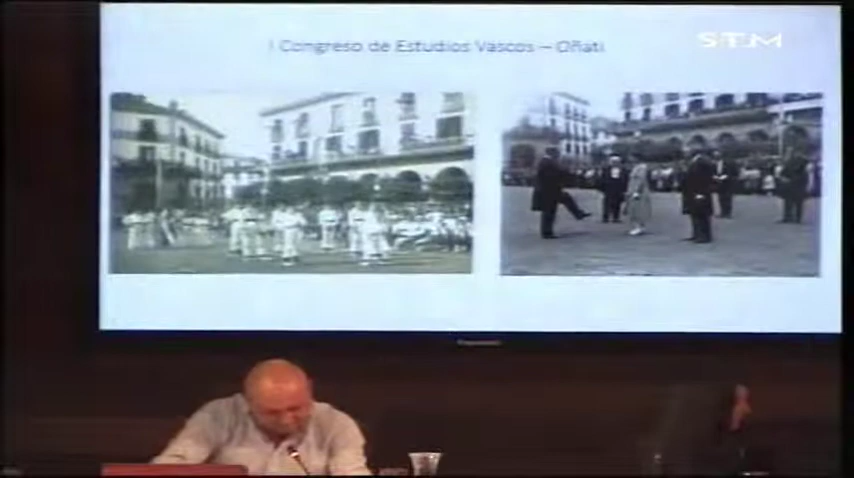 I Congreso de Estudios Vascos – Oñati
STM